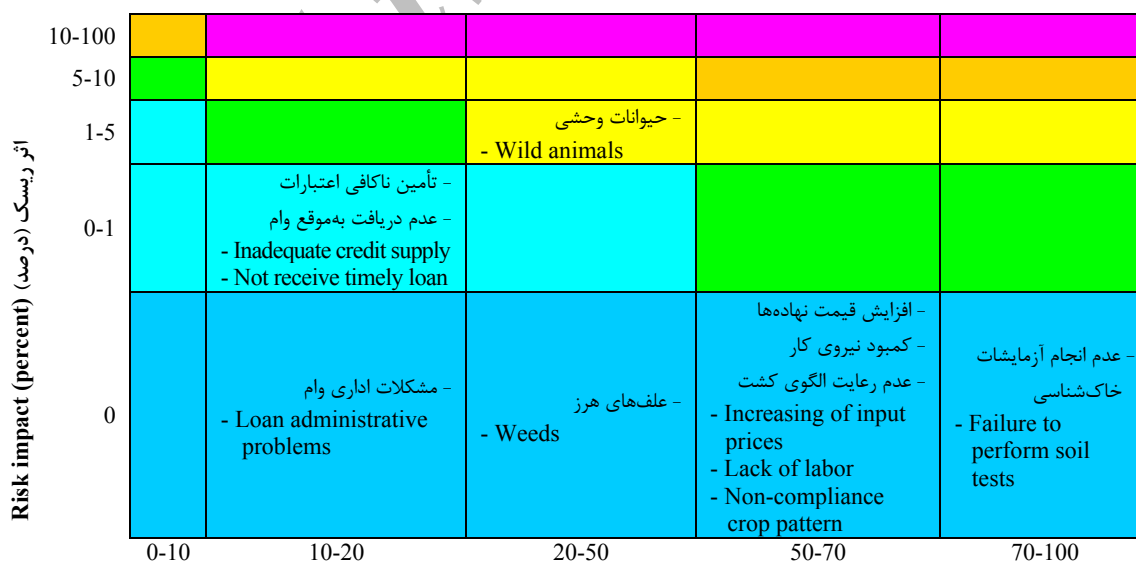 10-100
5-10
1-5
- حیوانات وحشی
- Wild animals
0-1
- تأمین ناکافی اعتبارات
- عدم دریافت به‌موقع وام
- Inadequate credit supply
- Not receive timely loan
0
- مشکلات اداری وام
- Loan administrative
problems
- علف‌های هرز
- Weeds
- افزایش قیمت نهاده‌ها
- کمبود نیروی کار
- عدم رعایت الگوی کشت
- Increasing of input
prices
- Lack of labor
- Non-compliance
crop pattern
- عدم انجام آزمایشات
خاک‌شناسی
- Failure to
perform soil
tests
0-10
10-20
20-50
50-70
70-100
اثر ریسک (درصد)
Risk impact (percent)